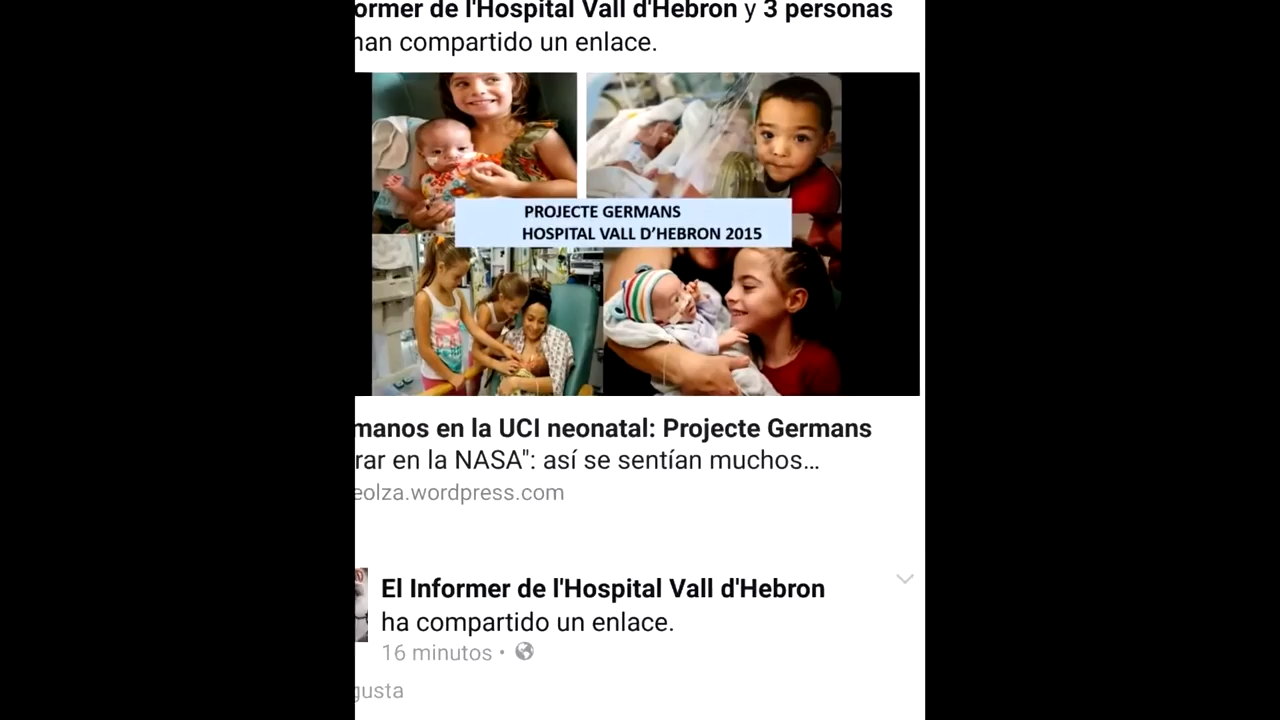 ormer de l'Hospital Vall d'Hebron y 3 personas
han compartido un enlace.
PROJECTE GERMANS
HOSPITAL VALL D'HEBRON 2015
manos en la UCI neonatal: Projecte Germans
rar en la NASA": así se sentían muchos...
eolza.wordpress.com
El Informer de l'Hospital Vall d'Hebron
ha compartido un enlace.
16 minutos •
gusta